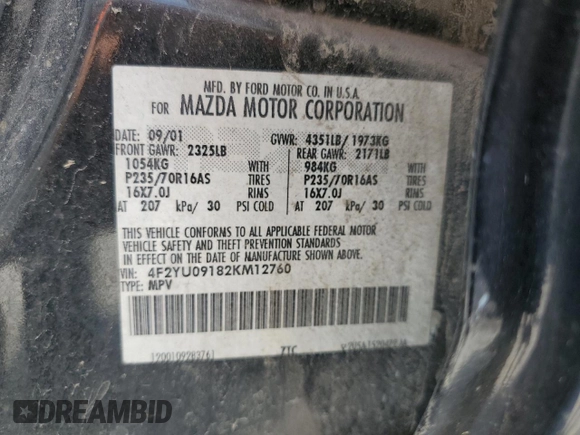 MFD. BY FORD MOTOR CO. IN U.S.A.
FOR MAZDA MOTOR CORPORATION
DATE: 09/01 GVWR: 4351LB/ 1973KG
FRONT GAWR: 2325LB REAR GAWR: 2171LB
1054KG WITH 984KG WITH
P235/70R16AS TIRES P235/70R16AS TIRES
16X7.0J RIMS 16X7.0J RIMS
AT 207 kPa/ 30 PSI COLD AT 207 kPa/ 30 PSI COLD
THIS VEHICLE CONFORMS TO ALL APPLICABLE FEDERAL MOTOR
VEHICLE SAFETY AND THEFT PREVENTION STANDARDS
IN EFFECT ON THE DATE OF MANUFACTURE SHOWN ABOVE.
VIN: 4F2YU09182KM12760
TYPE: MPV
ZTC
DREAMBID